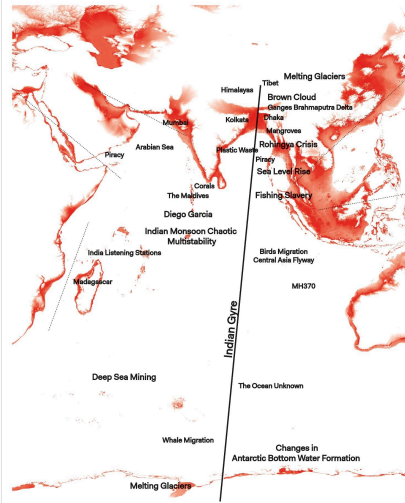 Tibet
Melting Glaciers
Himalayas
Brown Cloud
Ganges Brahmaputra Delta
Kolkata
Dhaka
Mumbai
Mangroves
Rohingya Crisis
Arabian Sea
Plastic Waste
Piracy
Piracy
Sea Level Rise
Corals
The Maldives
Fishing Slavery
Diego Garcia
Indian Monsoon Chaotic
Multistability
India Listening Stations
Birds Migration
Central Asia Flyway
Madagascar
MH370
Indian Gyre
Deep Sea Mining
The Ocean Unknown
Whale Migration
Changes in
Antarctic Bottom Water Formation
Melting Glaciers